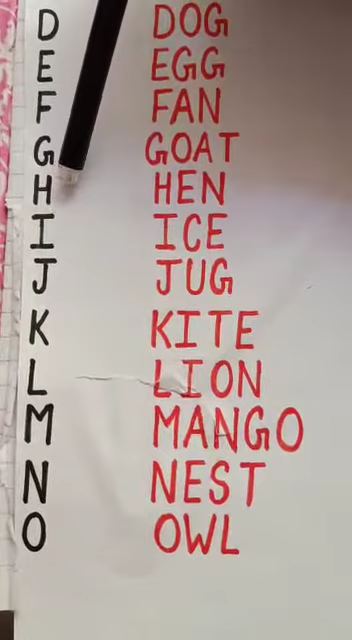 D DOG
E EGG
F FAN
G GOAT
H HEN
I ICE
J JUG
K KITE
L LION
M MANGO
N NEST
O OWL